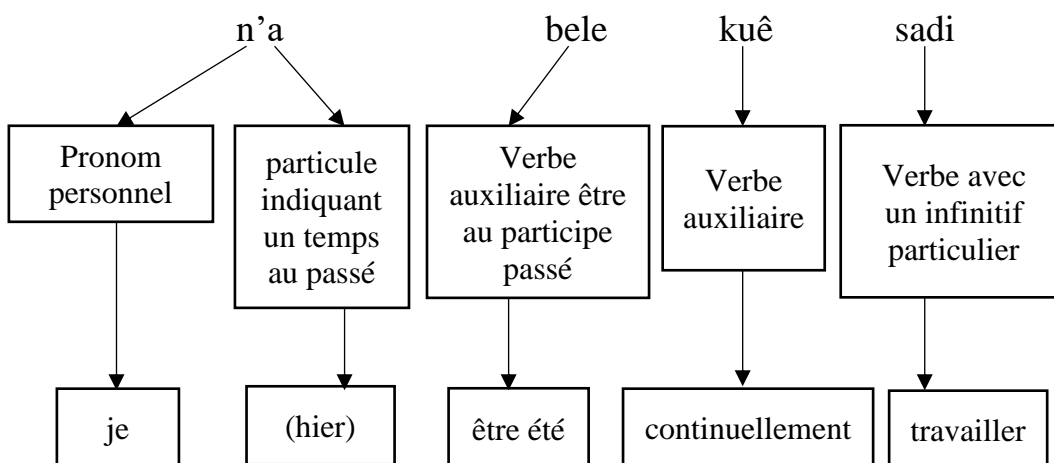 n’a bele kuê sadi
Pronom
personnel
particule
indiquant
un temps
au passé
Verbe
auxiliaire être
au participe
passé
Verbe
auxiliaire
Verbe avec
un infinitif
particulier
je
(hier)
être été
continuellement
travailler